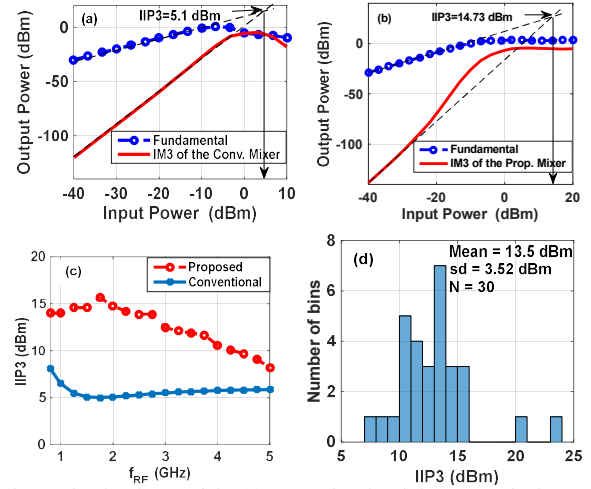 (a)
IIP3=5.1 dBm
Output Power (dBm)
0
-50
-100
Fundamental
IM3 of the Conv. Mixer
-40 -30 -20 -10 0 10
Input Power (dBm)
(b)
IIP3=14.73 dBm
Output Power (dBm)
0
-50
-100
Fundamental
IM3 of the Prop. Mixer
-40 -20 0 -20
Input Power (dBm)
(c)
Proposed
Conventional
IIP3 (dBm)
20
15
10
5
0
1 2 3 4 5
fRF (GHz)
(d)
Mean = 13.5 dBm
sd = 3.52 dBm
N = 30
Number of bins
8
6
4
2
0
5 10 15 20 25
IIP3 (dBm)